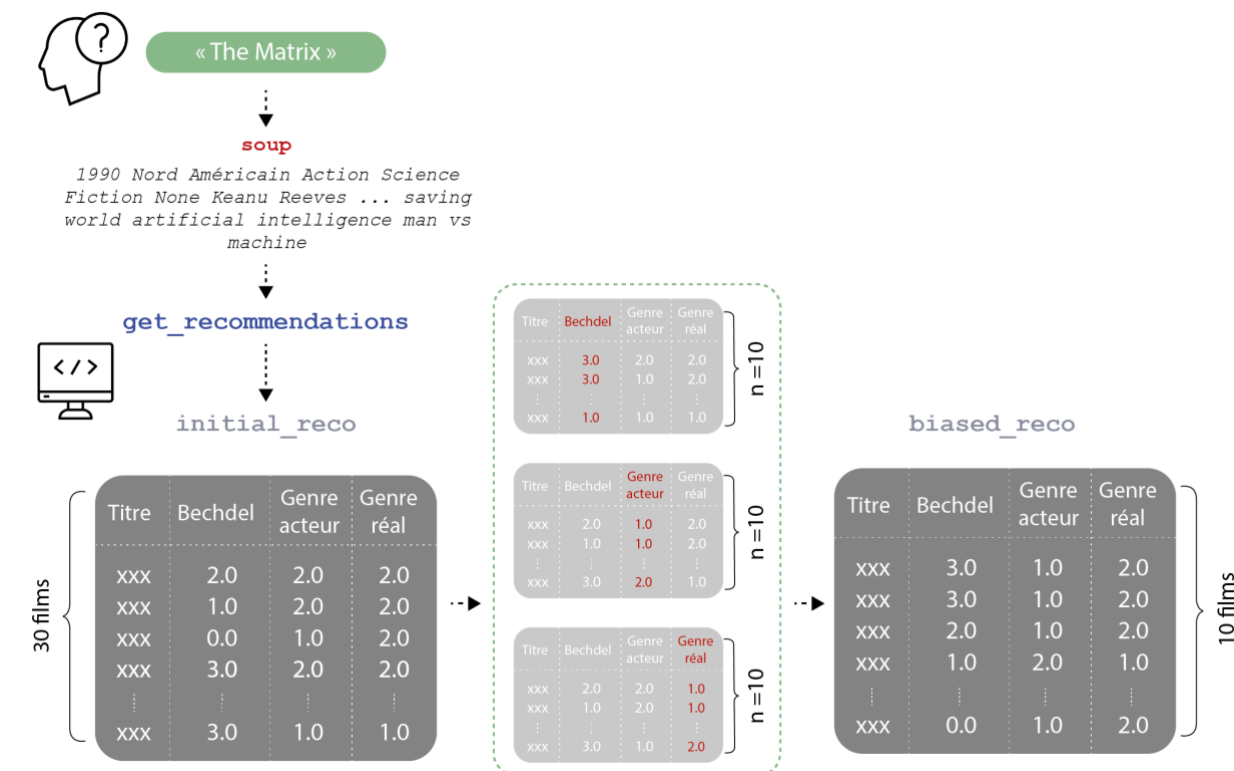 ?
« The Matrix »
soup
1990 Nord Américain Action Science
Fiction None Keanu Reeves ... saving
world artificial intelligence man vs
machine
get_recommendations
</>
initial_reco
30 films
Titre Bechdel Genre acteur Genre réal
xxx 2.0 2.0 2.0
xxx 1.0 2.0 2.0
xxx 0.0 1.0 2.0
xxx 3.0 2.0 2.0
xxx 3.0 1.0 1.0
Titre Bechdel Genre acteur Genre réal
xxx 3.0 2.0 2.0
xxx 3.0 1.0 2.0
xxx 1.0 1.0 1.0
n =10
Titre Bechdel Genre acteur Genre réal
xxx 2.0 1.0 2.0
xxx 1.0 1.0 2.0
xxx 3.0 2.0 1.0
n =10
Titre Bechdel Genre acteur Genre réal
xxx 2.0 2.0 1.0
xxx 1.0 2.0 1.0
xxx 3.0 1.0 2.0
n =10
biased_reco
Titre Bechdel Genre acteur Genre réal
xxx 3.0 1.0 2.0
xxx 3.0 1.0 2.0
xxx 2.0 1.0 2.0
xxx 1.0 2.0 1.0
xxx 0.0 1.0 2.0
10 films